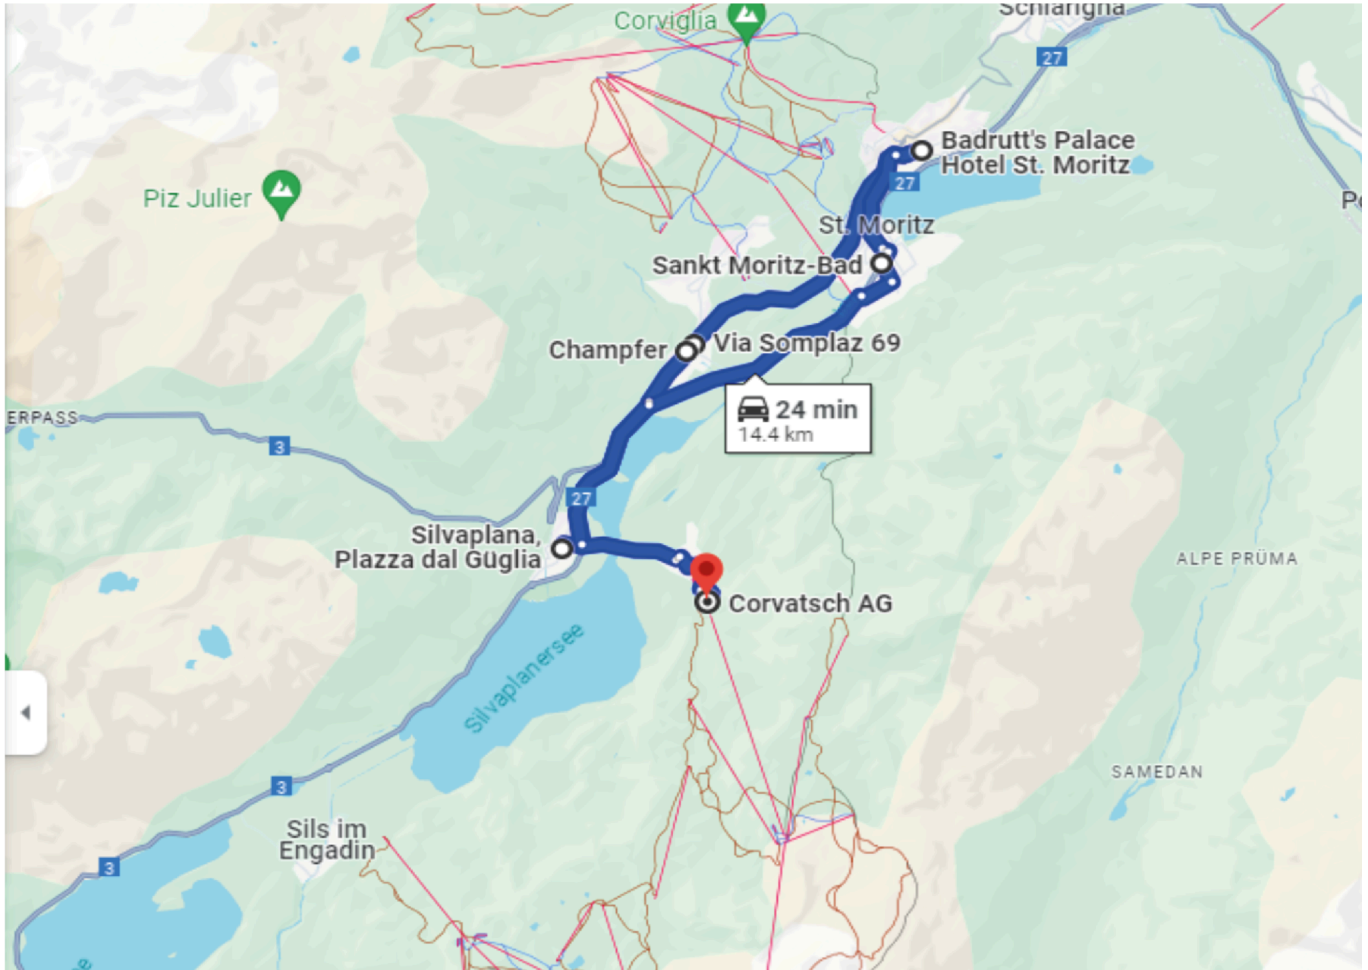 Corviglia
Schlarigna
27
Badrutt's Palace
Hotel St. Moritz
27
Piz Julier
St. Moritz
Sankt Moritz-Bad
Champfer
Via Somplaz 69
24 min
14.4 km
ERPASS
3
27
Silvaplana,
Plazza dal Güglia
Corvatsch AG
ALPE PRÜMA
Silvaplanersee
SAMEDAN
3
Sils im
Engadin
3